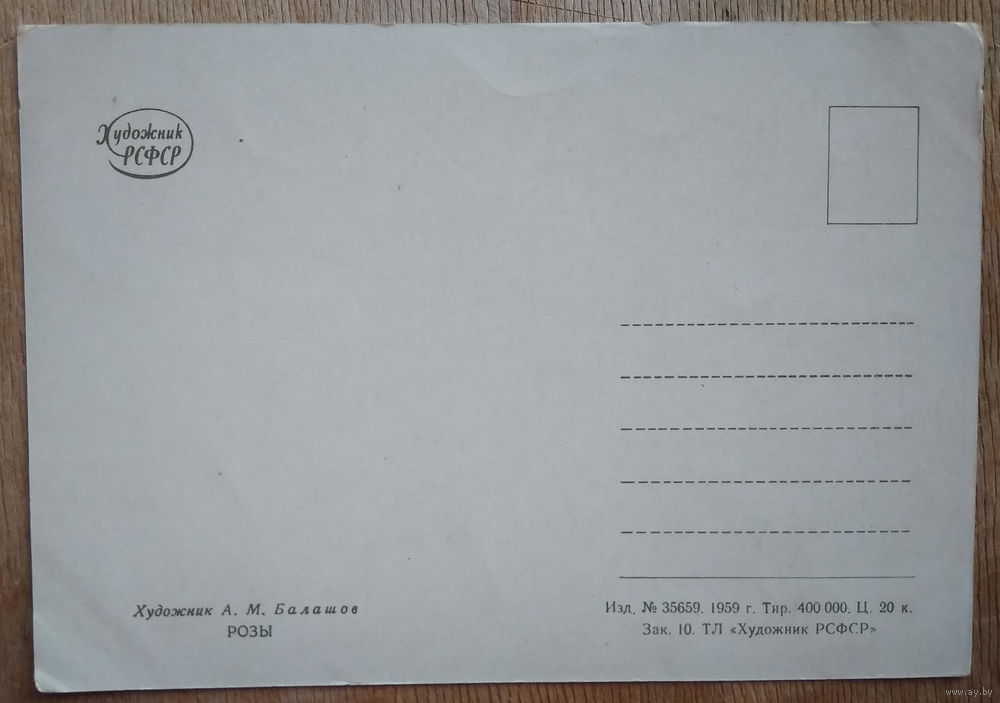 Художник
РСФСР
Художник А. М. Балашов
РОЗЫ
Изд. № 35659. 1959 г. Тир. 400 000. Ц. 20 к.
Зак. 10. ТЛ «Художник РСФСР»
www.ay.by